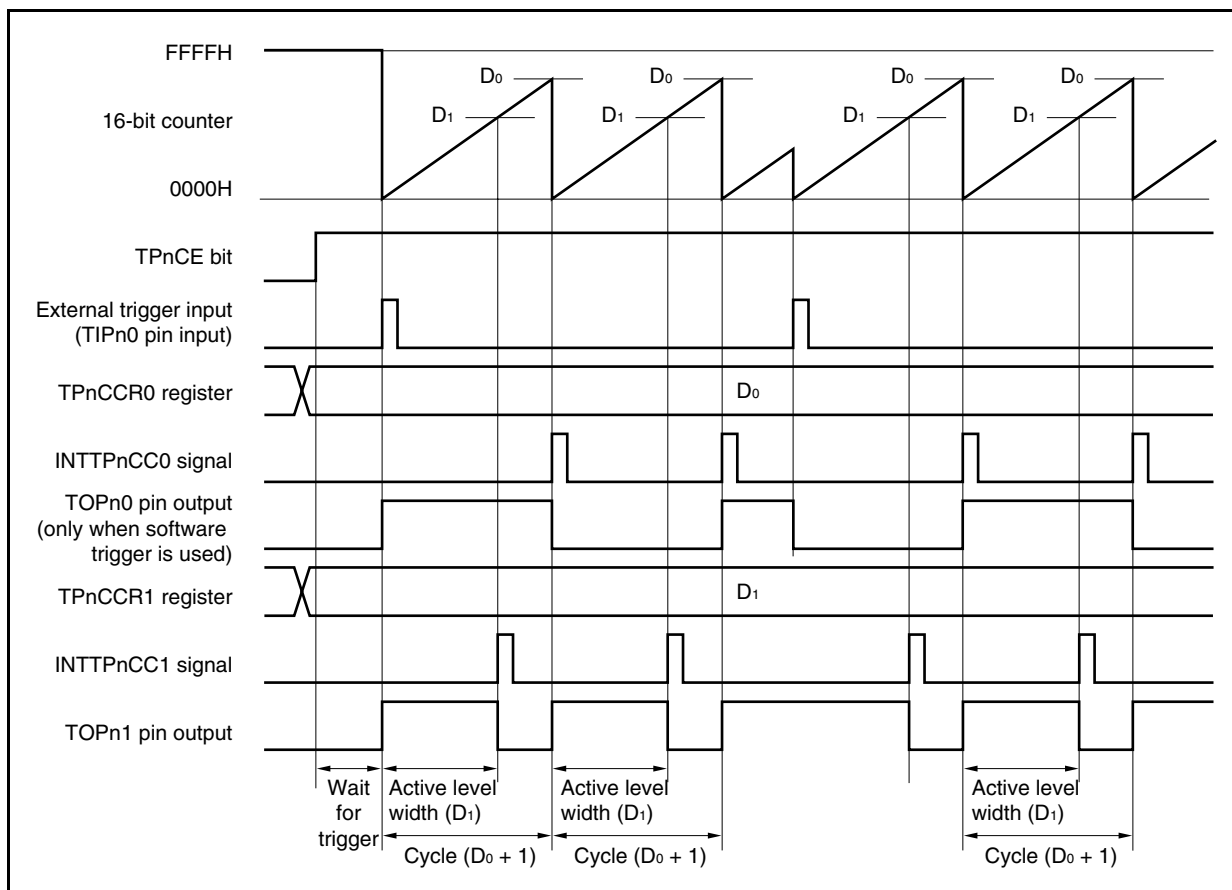 FFFFH
D₀ D₀ D₀ D₀
D₁ D₁ D₁ D₁
16-bit counter
0000H
TPnCE bit
External trigger input
(TIPn0 pin input)
TPnCCR0 register
D₀
INTTPnCC0 signal
TOPn0 pin output
(only when software
trigger is used)
TPnCCR1 register
D₁
INTTPnCC1 signal
TOPn1 pin output
Wait
for
trigger
Active level
width (D₁)
Active level
width (D₁)
Active level
width (D₁)
Cycle (D₀ + 1)
Cycle (D₀ + 1)
Cycle (D₀ + 1)